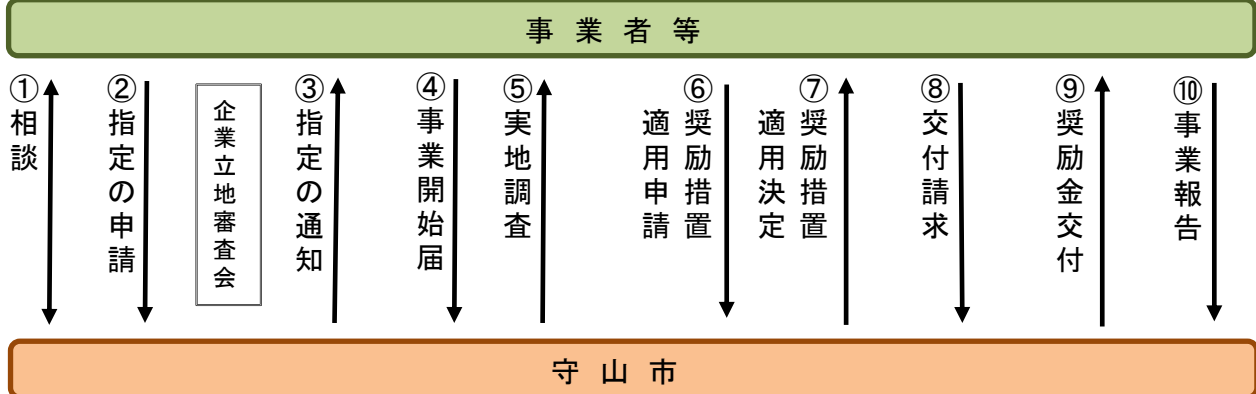 事業者等
①相談
②指定の申請
企業立地審査会
③指定の通知
④事業開始届
⑤実地調査
⑥奨励措置
適用申請
⑦奨励措置
適用決定
⑧交付請求
⑨奨励金交付
⑩事業報告
守山市